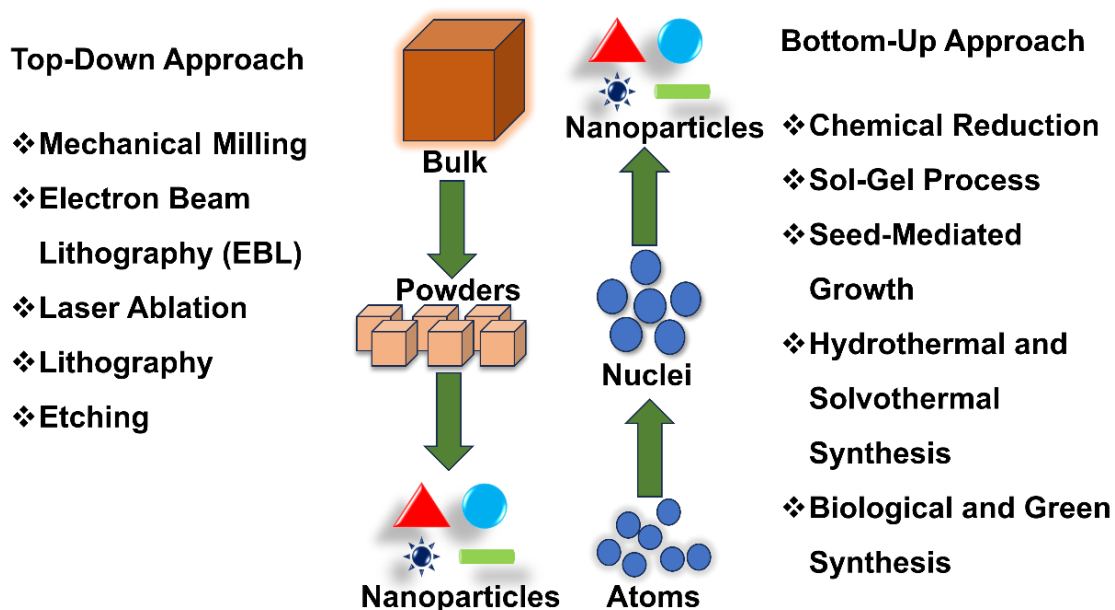 Top-Down Approach
❖Mechanical Milling
❖Electron Beam
Lithography (EBL)
❖Laser Ablation
❖Lithography
❖Etching
Bulk
Powders
Nanoparticles
Nanoparticles
Nuclei
Atoms
Bottom-Up Approach
❖Chemical Reduction
❖Sol-Gel Process
❖Seed-Mediated
Growth
❖Hydrothermal and
Solvothermal
Synthesis
❖Biological and Green
Synthesis